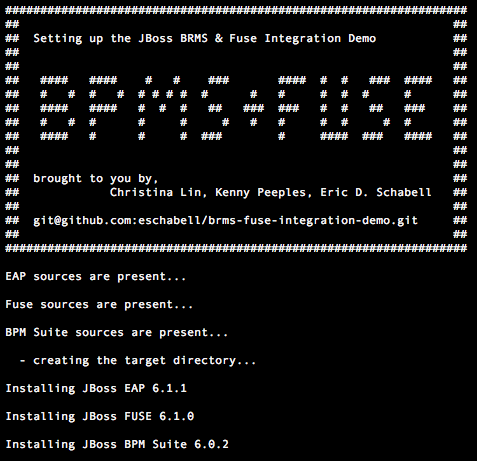 Setting up the JBoss BRMS & Fuse Integration Demo
BPMS-FUSE
brought to you by,
Christina Lin, Kenny Peeples, Eric D. Schabell
git@github.com:eschabell/brms-fuse-integration-demo.git
EAP sources are present...
Fuse sources are present...
BPM Suite sources are present...
- creating the target directory...
Installing JBoss EAP 6.1.1
Installing JBoss FUSE 6.1.0
Installing JBoss BPM Suite 6.0.2